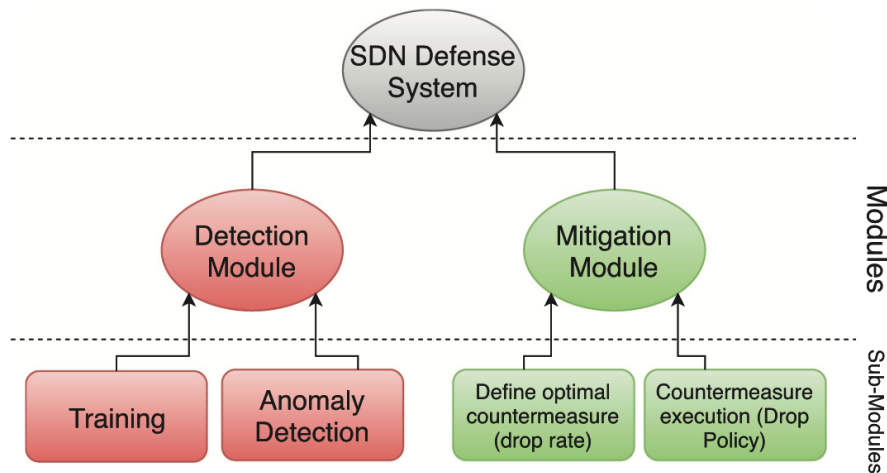 SDN Defense
System
Detection
Module
Mitigation
Module
Modules
Training
Anomaly
Detection
Define optimal
countermeasure
(drop rate)
Countermeasure
execution (Drop
Policy)
Sub-Modules